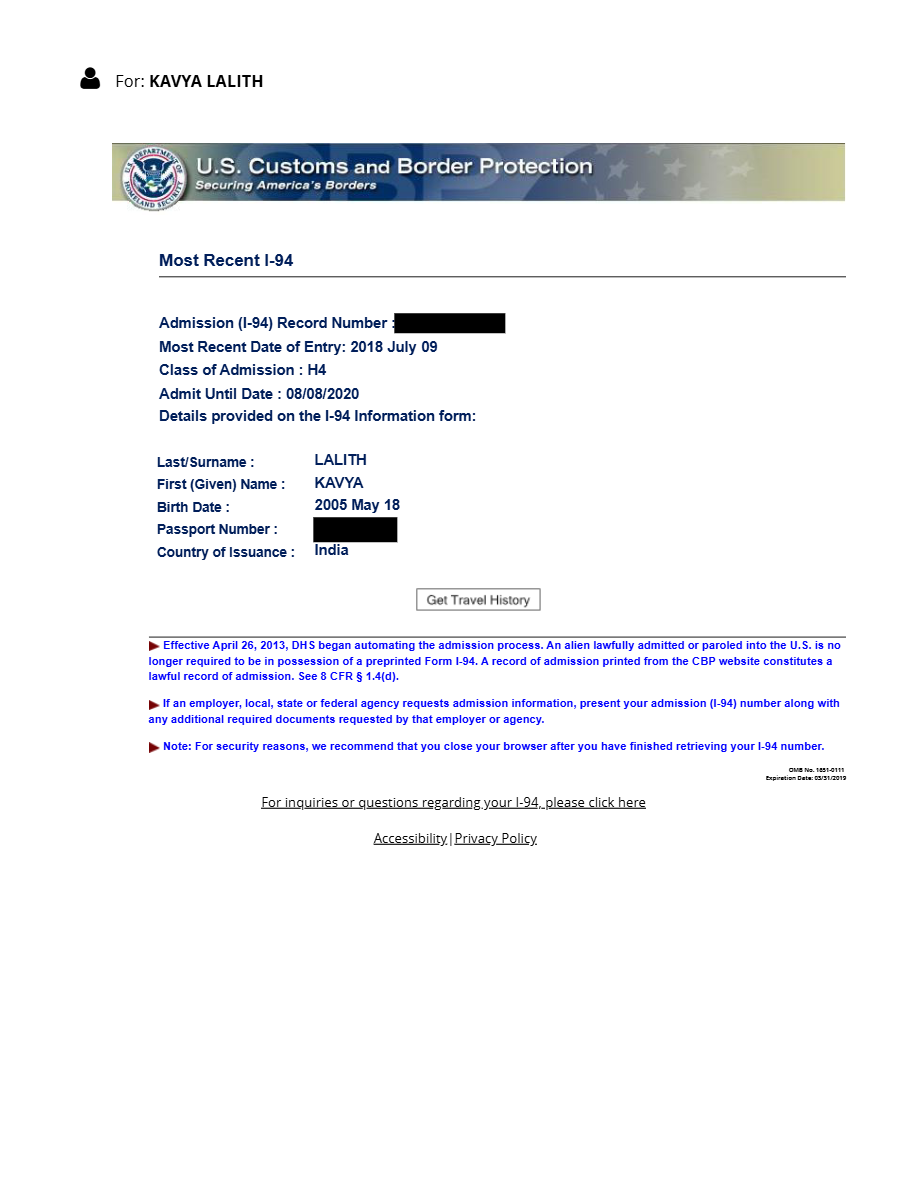 For: KAVYA LALITH
U.S. Customs and Border Protection
Securing America's Borders
Most Recent I-94
Admission (I-94) Record Number :
Most Recent Date of Entry: 2018 July 09
Class of Admission : H4
Admit Until Date : 08/08/2020
Details provided on the I-94 Information form:
Last/Surname : LALITH
First (Given) Name : KAVYA
Birth Date : 2005 May 18
Passport Number :
Country of Issuance : India
Get Travel History
Effective April 26, 2013, DHS began automating the admission process. An alien lawfully admitted or paroled into the U.S. is no
longer required to be in possession of a preprinted Form I-94. A record of admission printed from the CBP website constitutes a
lawful record of admission. See 8 CFR § 1.4(d).
If an employer, local, state or federal agency requests admission information, present your admission (I-94) number along with
any additional required documents requested by that employer or agency.
Note: For security reasons, we recommend that you close your browser after you have finished retrieving your I-94 number.
OMB No. 1651-0111
Expiration Date: 03/31/2019
For inquiries or questions regarding your I-94, please click here
Accessibility|Privacy Policy